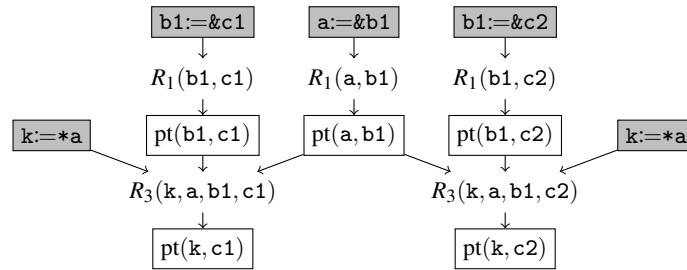 b1:=&c1 a:=&b1 b1:=&c2
R1(b1,c1) R1(a,b1) R1(b1,c2)
k:=*a pt(b1,c1) pt(a,b1) pt(b1,c2) k:=*a
R3(k,a,b1,c1) R3(k,a,b1,c2)
pt(k,c1) pt(k,c2)